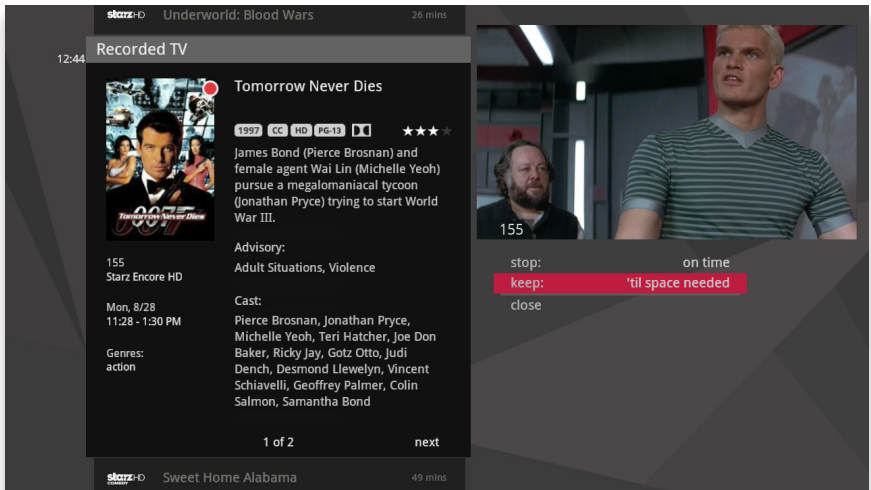 starz HD Underworld: Blood Wars 26 mins
Recorded TV
12:44
Tomorrow Never Dies
1997 CC HD PG-13
James Bond (Pierce Brosnan) and
female agent Wai Lin (Michelle Yeoh)
pursue a megalomaniacal tycoon
(Jonathan Pryce) trying to start World
War III.
Tomorrow Never Dies
007
Advisory:
Adult Situations, Violence
155
Starz Encore HD
Mon, 8/28
11:28 - 1:30 PM
Genres:
action
Cast:
Pierce Brosnan, Jonathan Pryce,
Michelle Yeoh, Teri Hatcher, Joe Don
Baker, Ricky Jay, Gotz Otto, Judi
Dench, Desmond Llewelyn, Vincent
Schiavelli, Geoffrey Palmer, Colin
Salmon, Samantha Bond
1 of 2 next
155
stop: on time
keep: 'til space needed
close
starz HD COMEDY Sweet Home Alabama 49 mins